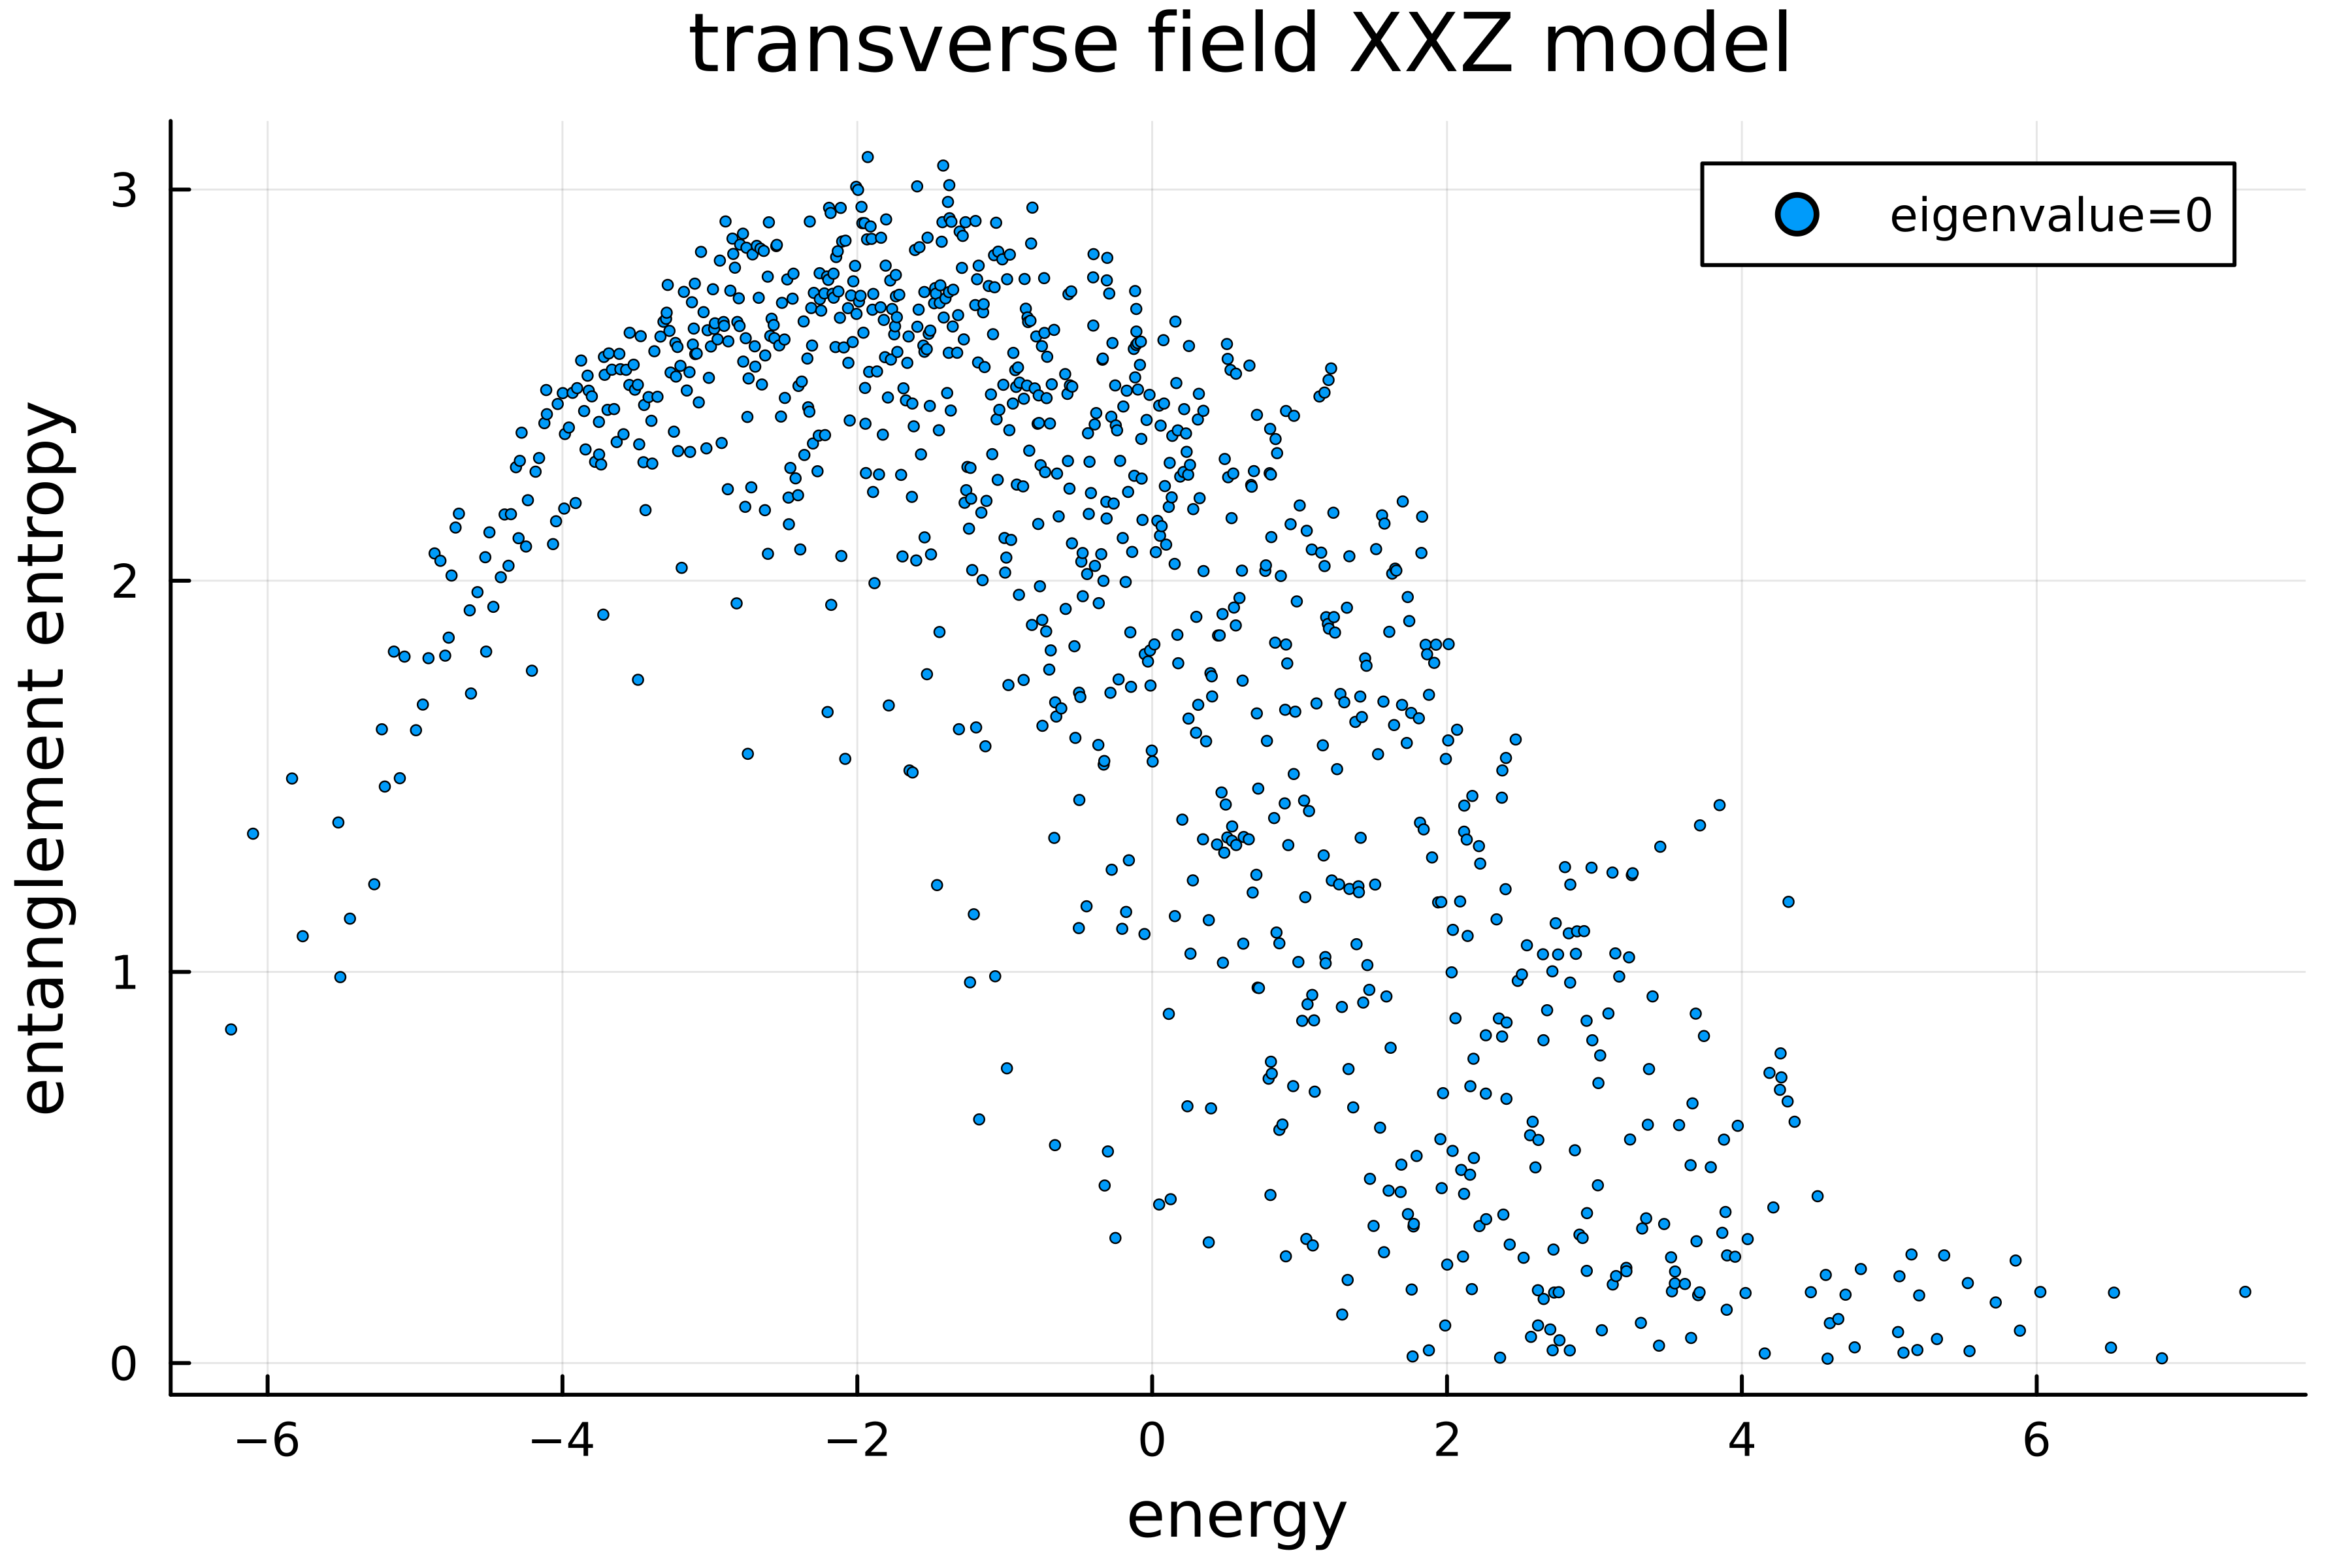 transverse field XXZ model
eigenvalue=0
entanglement entropy
3
2
1
0
−6 −4 −2 0 2 4 6
energy